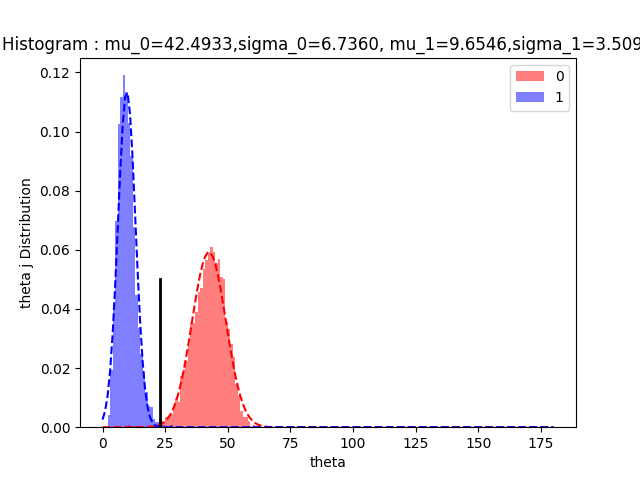 Histogram : mu_0=42.4933,sigma_0=6.7360, mu_1=9.6546,sigma_1=3.509
0
1
0.12
0.10
0.08
0.06
0.04
0.02
0.00
theta j Distribution
0 25 50 75 100 125 150 175
theta